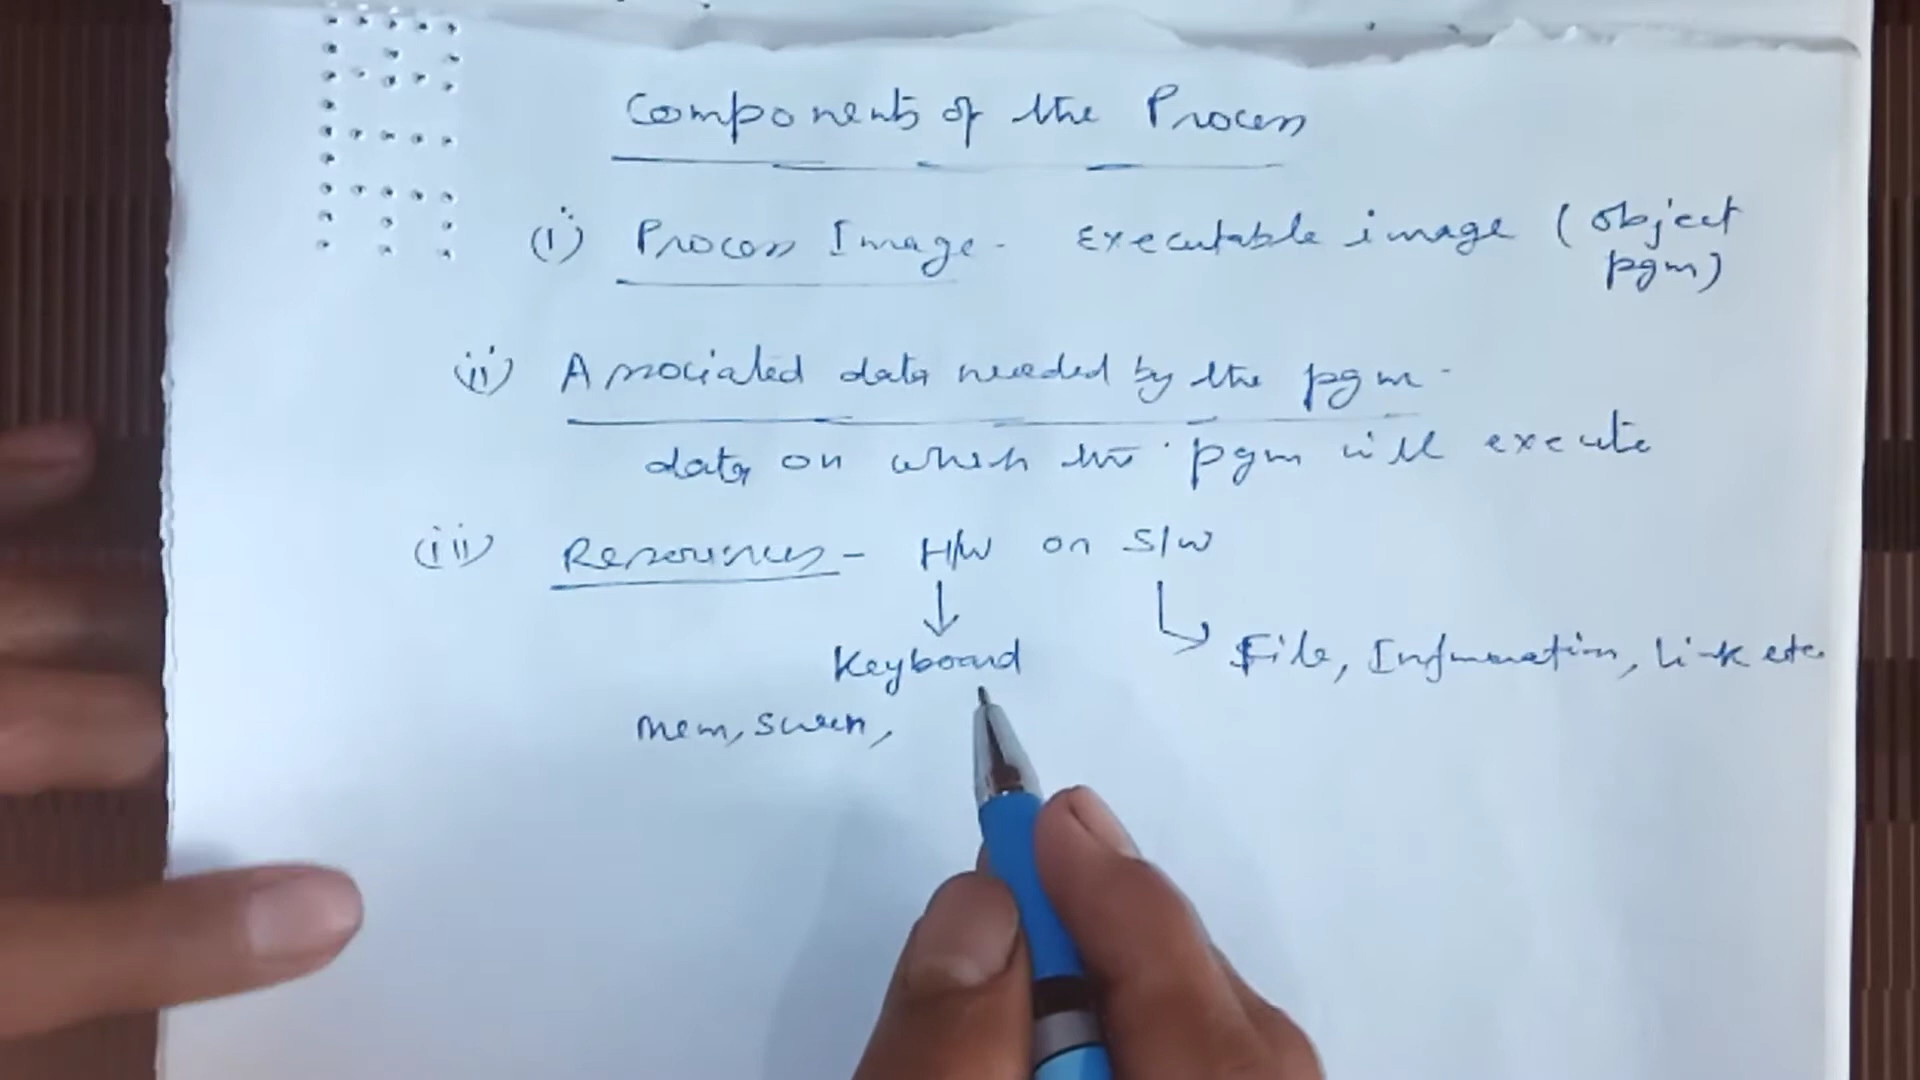 Components of the Process
(i) Process Image - Executable image (object
pgm)
ii) Associated data needed by the pgm -
data on which the pgm will execute
(iii) Resources - H/W or S/W
Keyboard
File, Information, Link etc.
Mem, Screen,